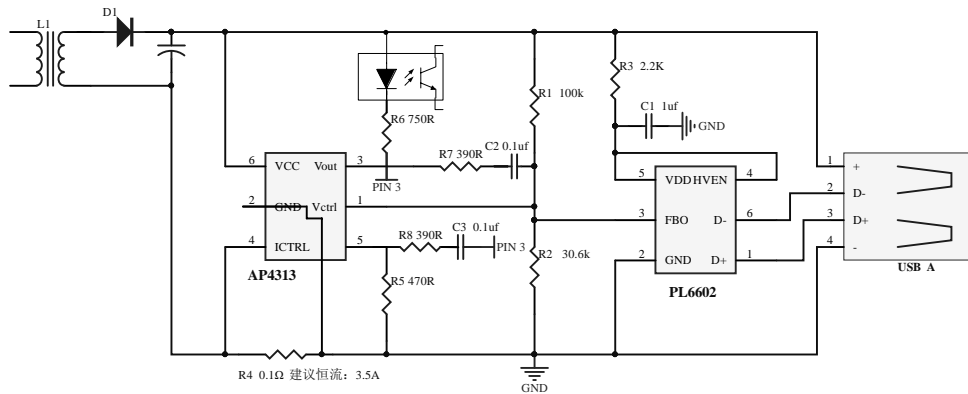 L1
D1
R6 750R
PIN 3
R1 100k
R3 2.2K
C1 1uf
GND
R7 390R
C2 0.1uf
6 VCC Vout 3
2 GND Vctrl 1
4 ICTRL 5
AP4313
R8 390R
C3 0.1uf
PIN 3
R5 470R
R2 30.6k
R4 0.1Ω 建议恒流：3.5A
GND
5 VDD HVEN 4
3 FBO D- 6
2 GND D+ 1
PL6602
1 +
2 D-
3 D+
4 -
USB A